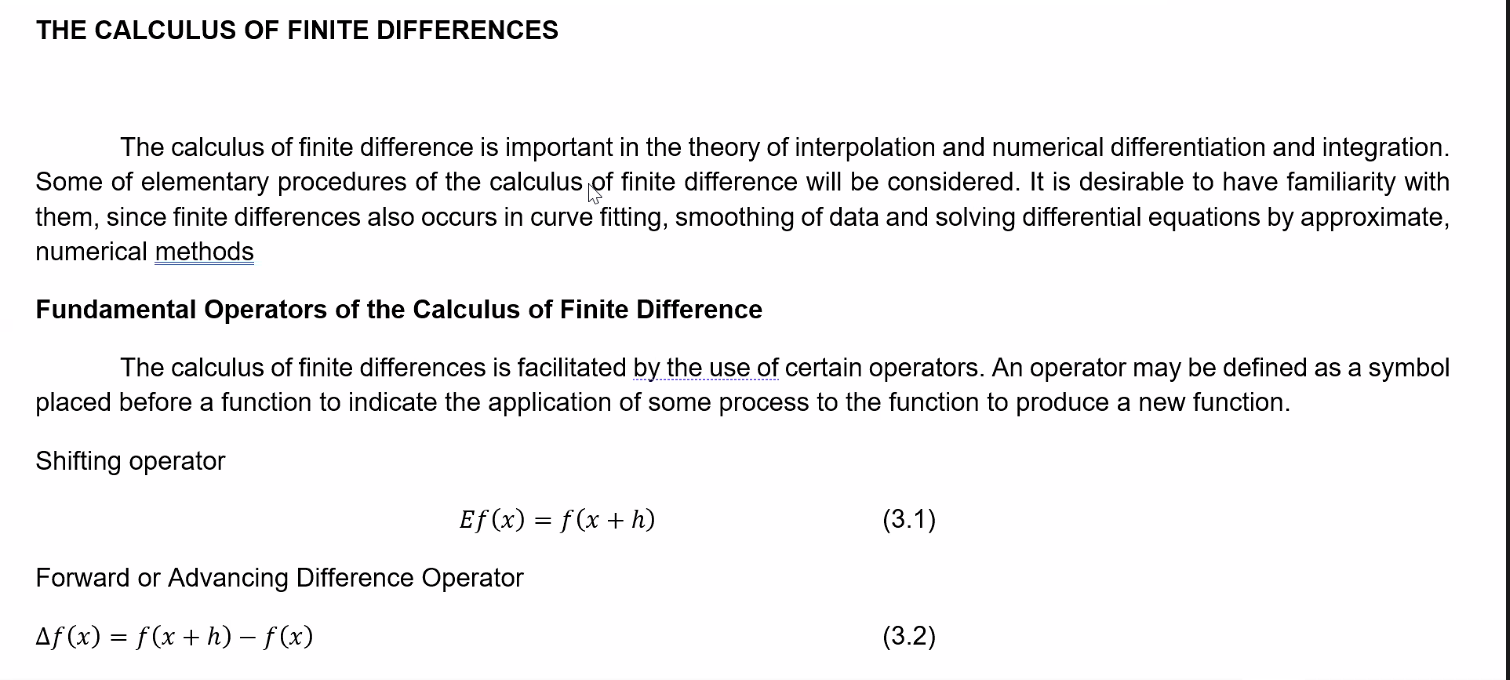 THE CALCULUS OF FINITE DIFFERENCES
The calculus of finite difference is important in the theory of interpolation and numerical differentiation and integration.
Some of elementary procedures of the calculus of finite difference will be considered. It is desirable to have familiarity with
them, since finite differences also occurs in curve fitting, smoothing of data and solving differential equations by approximate,
numerical methods
Fundamental Operators of the Calculus of Finite Difference
The calculus of finite differences is facilitated by the use of certain operators. An operator may be defined as a symbol
placed before a function to indicate the application of some process to the function to produce a new function.
Shifting operator
Ef(x) = f(x + h) (3.1)
Forward or Advancing Difference Operator
Δf(x) = f(x + h) − f(x) (3.2)